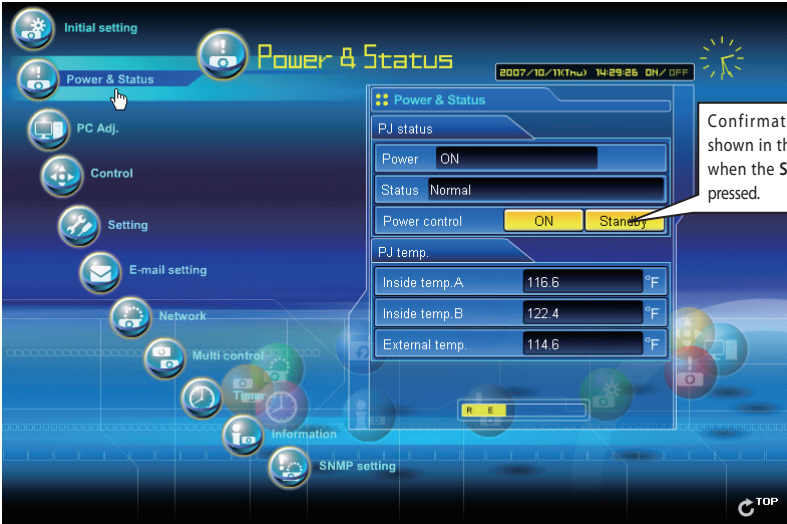 Initial setting
Power & Status
2007/10/11(Thu) 14:29:26 ON/OFF
Power & Status
Power & Status
PJ status
Power ON
Status Normal
Power control ON Standby
PJ temp.
Inside temp.A 116.6 °F
Inside temp.B 122.4 °F
External temp. 114.6 °F
R E
PC Adj.
Control
Setting
E-mail setting
Network
Multi control
Timer
Information
SNMP setting
shown in
when the
pressed.
TOP